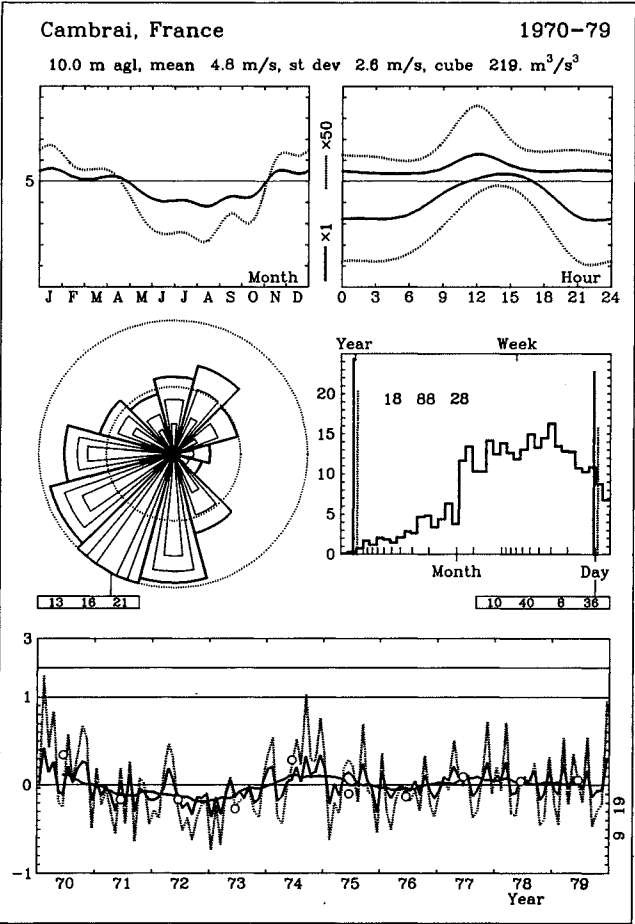 Cambrai, France 1970–79
10.0 m agl, mean 4.8 m/s, st dev 2.6 m/s, cube 219. m³/s³
5
×50
×1
Month
J F M A M J J A S O N D
Hour
0 3 6 9 12 15 18 21 24
Year Week
20
15
10
5
0
18 88 28
Month Day
13 16 21
10 40 8 36
3
1
0
−1
19
9
70 71 72 73 74 75 76 77 78 79
Year